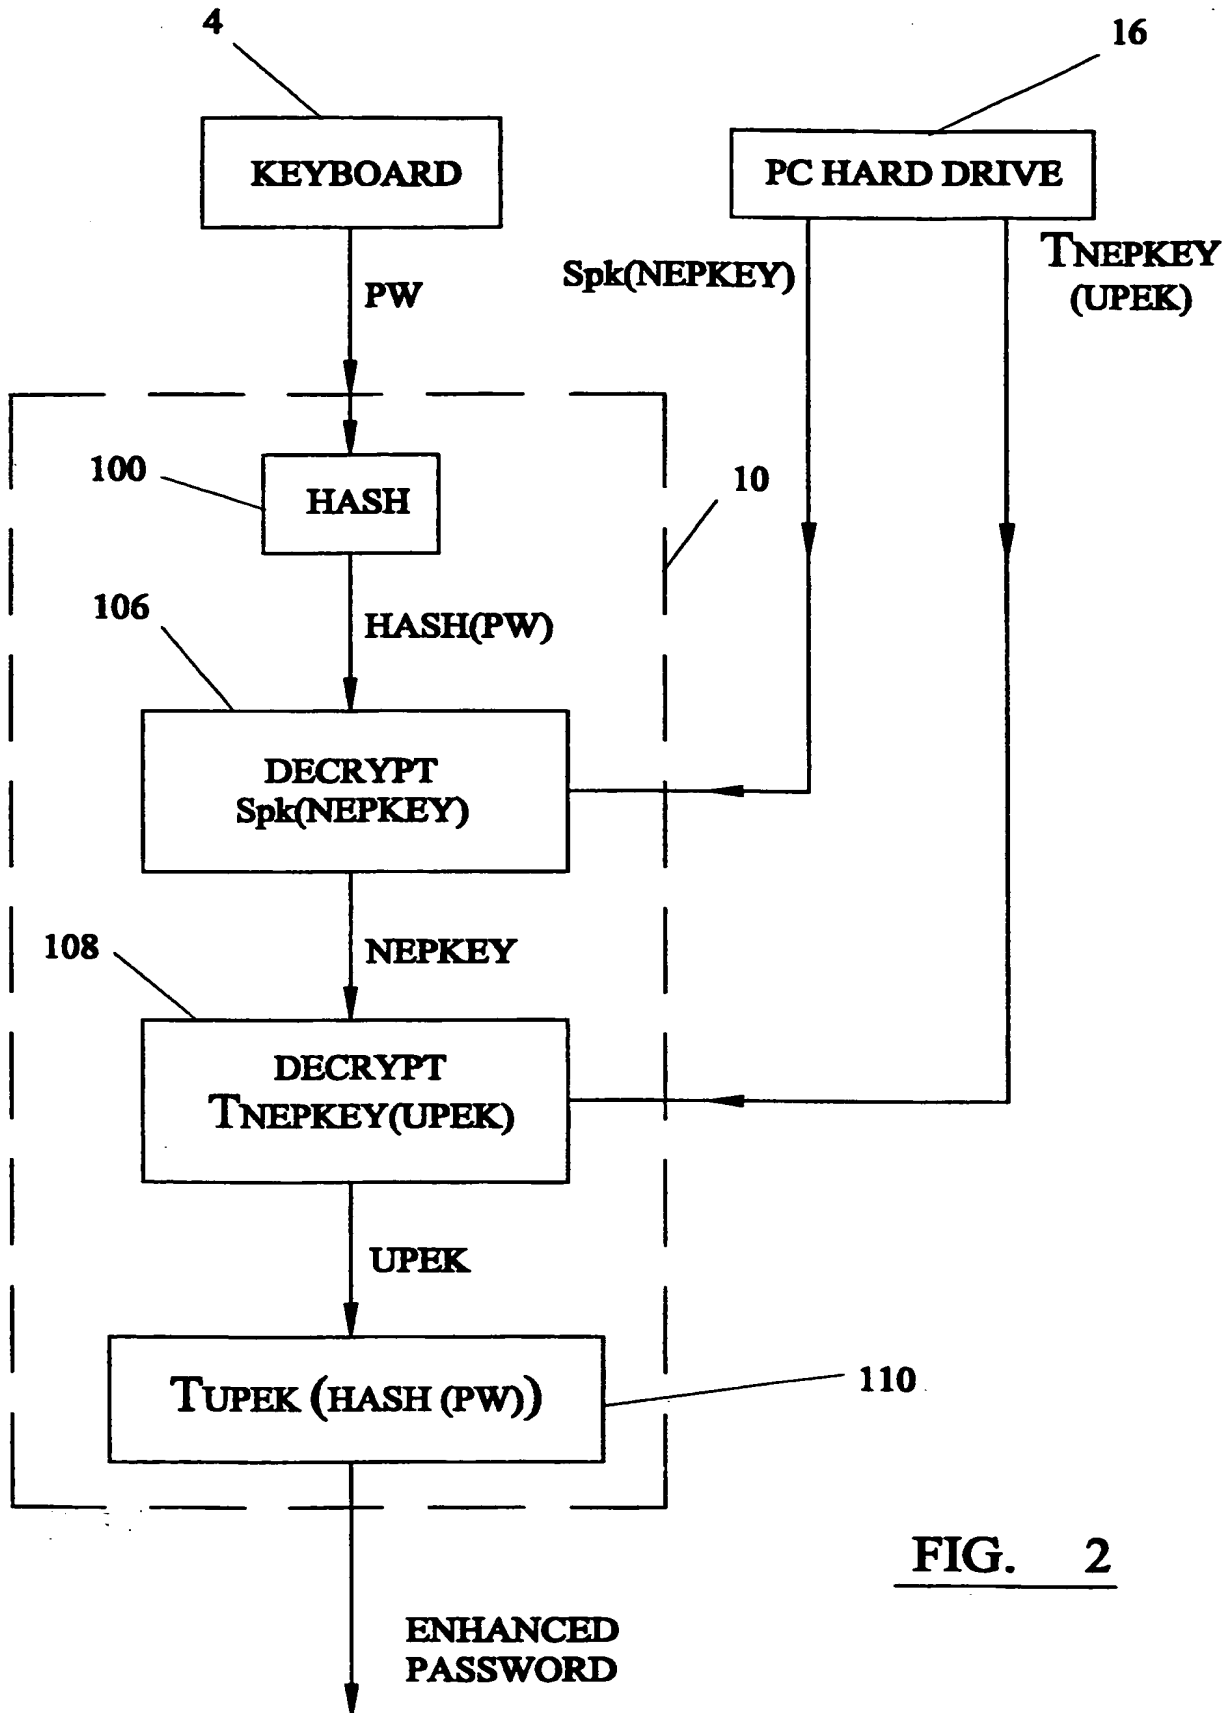 4
16
KEYBOARD
PC HARD DRIVE
PW
Spk(NEPKEY)
TNEPKEY
(UPEK)
100
HASH
10
106
HASH(PW)
DECRYPT
Spk(NEPKEY)
108
NEPKEY
DECRYPT
TNEPKEY(UPEK)
UPEK
TUPEK (HASH (PW))
110
FIG. 2
ENHANCED
PASSWORD